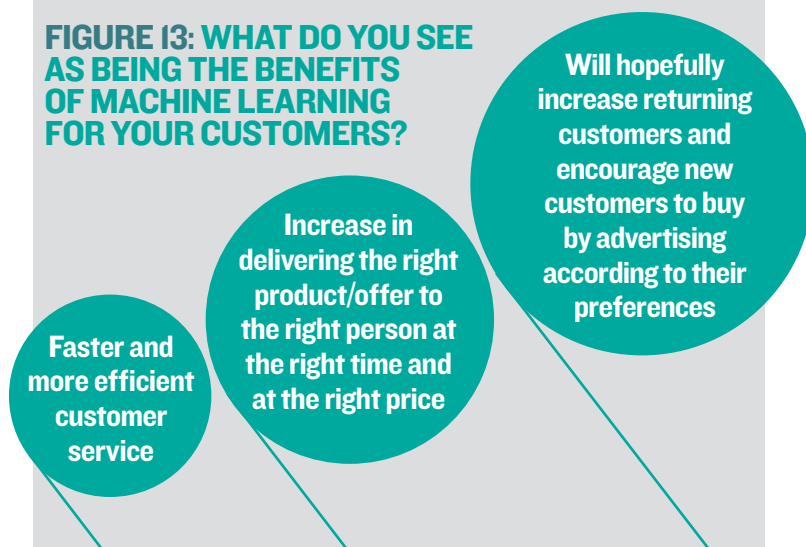 FIGURE 13: WHAT DO YOU SEE
AS BEING THE BENEFITS
OF MACHINE LEARNING
FOR YOUR CUSTOMERS?
Faster and
more efficient
customer
service
Increase in
delivering the right
product/offer to
the right person at
the right time and
at the right price
Will hopefully
increase returning
customers and
encourage new
customers to buy
by advertising
according to their
preferences